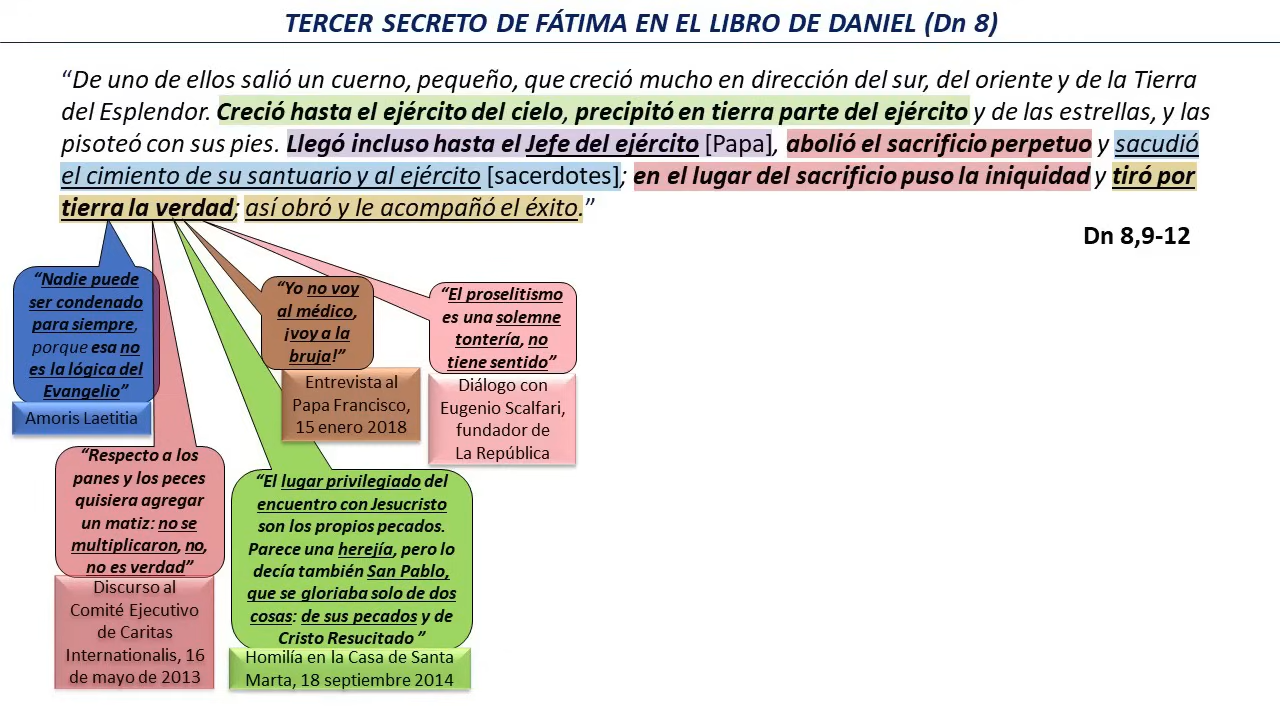 TERCER SECRETO DE FÁTIMA EN EL LIBRO DE DANIEL (Dn 8)
“De uno de ellos salió un cuerno, pequeño, que creció mucho en dirección del sur, del oriente y de la Tierra
del Esplendor. Creció hasta el ejército del cielo, precipitó en tierra parte del ejército y de las estrellas, y las
pisoteó con sus pies. Llegó incluso hasta el Jefe del ejército [Papa], abolió el sacrificio perpetuo y sacudió
el cimiento de su santuario y al ejército [sacerdotes]; en el lugar del sacrificio puso la iniquidad y tiró por
tierra la verdad; así obró y le acompañó el éxito.”
Dn 8,9-12
“Nadie puede
ser condenado
para siempre,
porque esa no
es la lógica del
Evangelio”
Amoris Laetitia
“Respecto a los
panes y los peces
quisiera agregar
un matiz: no se
multiplicaron, no,
no es verdad”
Discurso al
Comité Ejecutivo
de Caritas
Internationalis, 16
de mayo de 2013
“El lugar privilegiado del
encuentro con Jesucristo
son los propios pecados.
Parece una herejía, pero lo
decía también San Pablo,
que se gloriaba solo de dos
cosas: de sus pecados y de
Cristo Resucitado ”
Homilía en la Casa de Santa
Marta, 18 septiembre 2014
“Yo no voy
al médico,
¡voy a la
bruja!”
Entrevista al
Papa Francisco,
15 enero 2018
“El proselitismo
es una solemne
tontería, no
tiene sentido”
Diálogo con
Eugenio Scalfari,
fundador de
La República